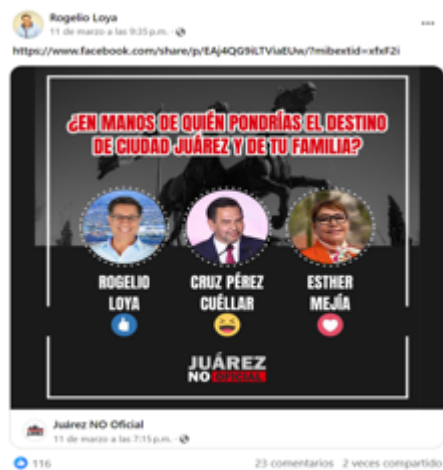 Rogelio Loya
11 de marzo a las 9:35 p.m. ·
https://www.facebook.com/share/p/EAj4QG9iLTViaEUw/?mibextid=xfxF2i
¿EN MANOS DE QUIÉN PONDRÍAS EL DESTINO
DE CIUDAD JUÁREZ Y DE TU FAMILIA?
ROGELIO LOYA
CRUZ PÉREZ CUÉLLAR
ESTHER MEJÍA
JUÁREZ
NO OFICIAL
Juárez NO Oficial
11 de marzo a las 7:15 p.m. ·
116
23 comentarios 2 veces compartido